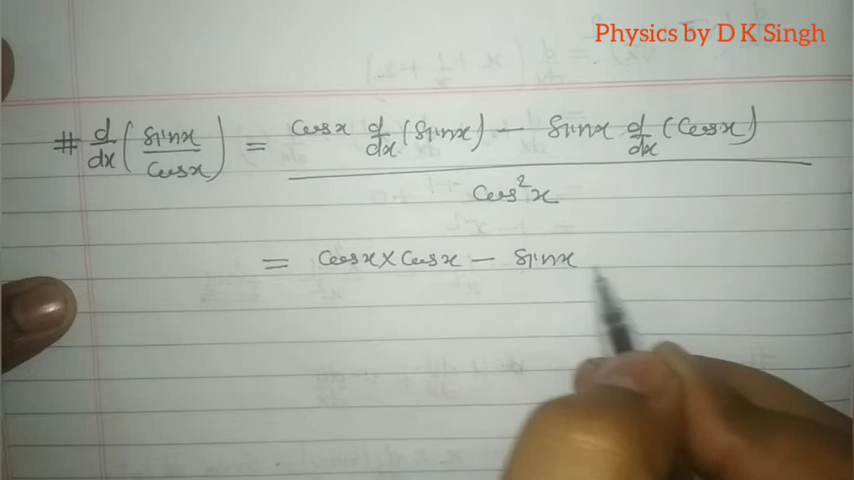 Physics by D K Singh
# d/dx (sinx/cosx) = (cosx d/dx (sinx) - sinx d/dx (cosx))/cos²x
= cosx × cosx - sinx